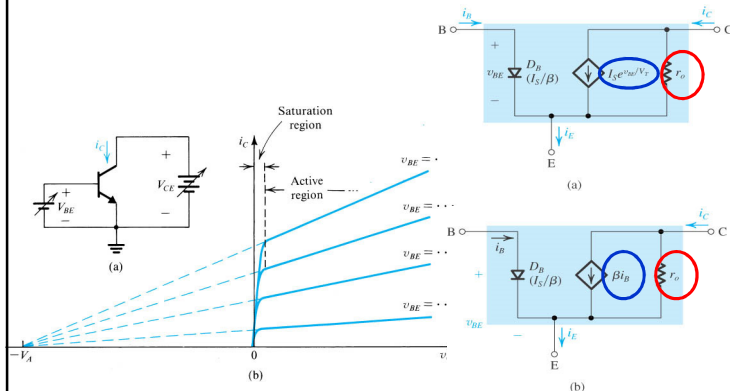 i_C
+
V_CE
−
+
V_BE
−
(a)
Saturation
region
i_C
Active
region
...
v_BE = ·
v_BE = · · ·
v_BE = · ·
v_BE = · ·
−V_A
0
(b)
i_B
i_C
B
C
+
v_BE
−
D_B
(I_S/β)
I_S e^{v_BE/V_T}
r_o
i_E
E
(a)
i_C
B
C
i_B
+
v_BE
−
D_B
(I_S/β)
βi_B
r_o
i_E
E
(b)